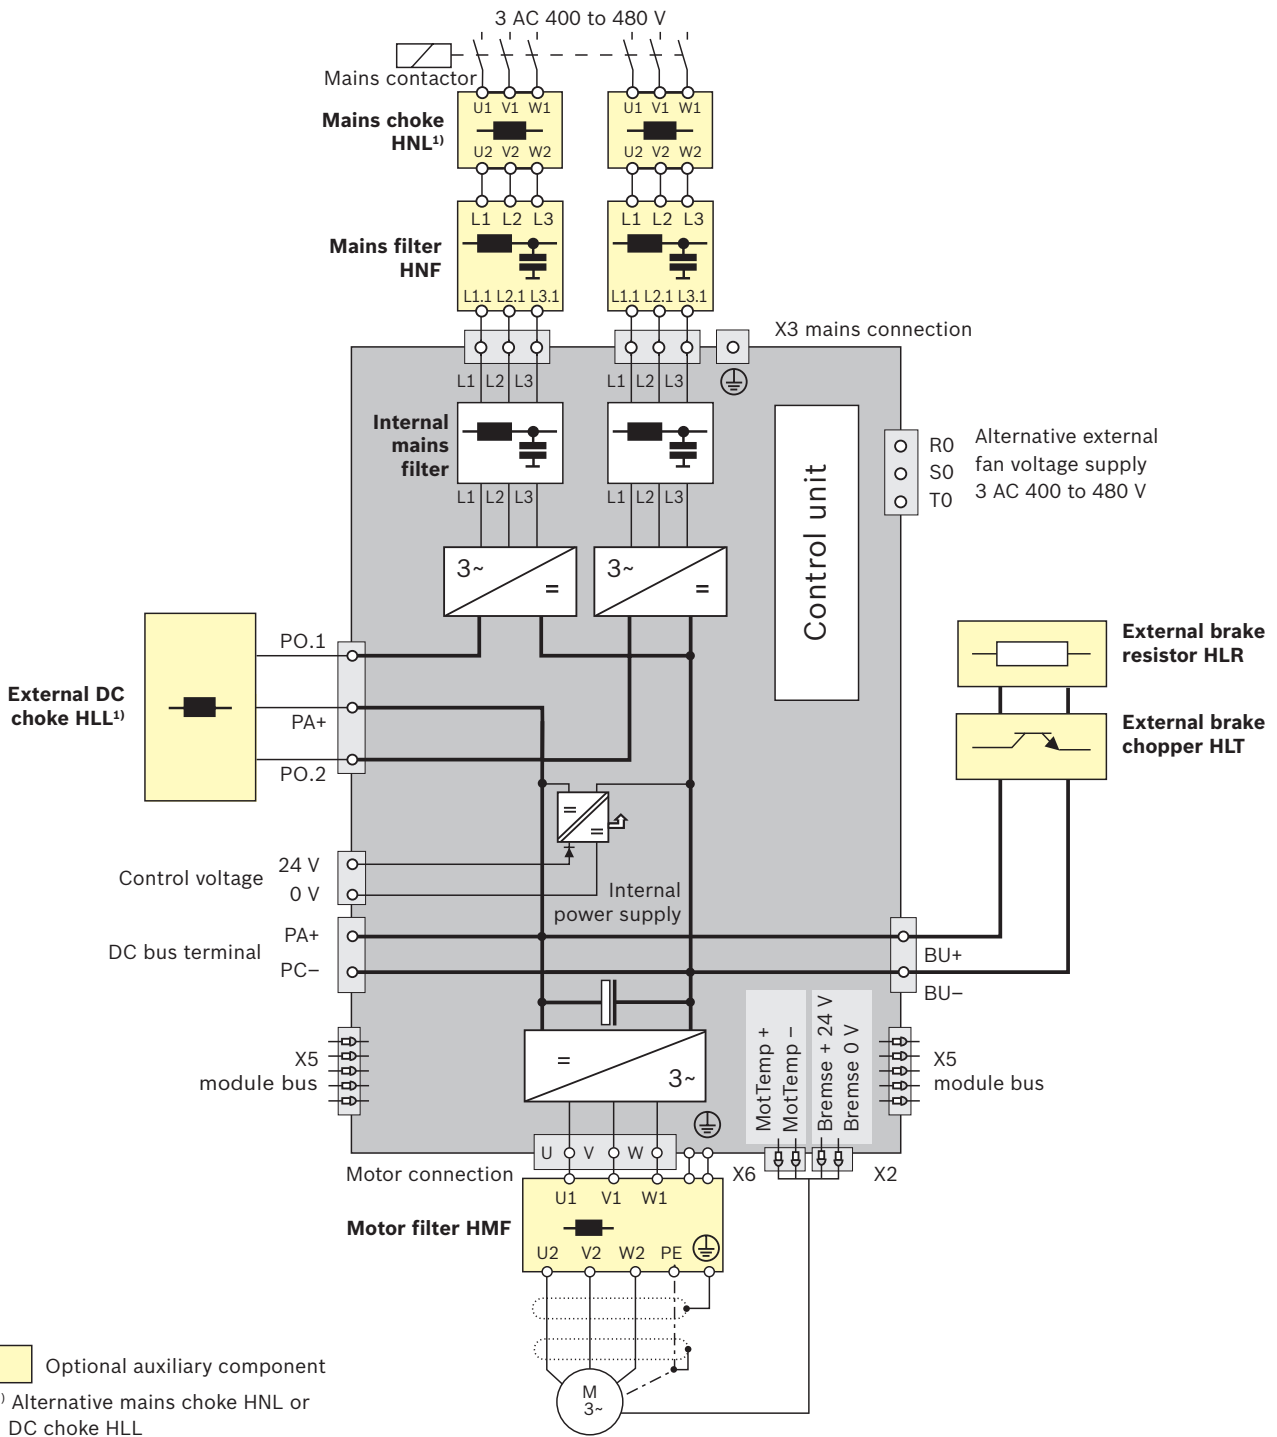 3 AC 400 to 480 V
Mains contactor
U1 V1 W1
U1 V1 W1
Mains choke
HNL¹⁾
U2 V2 W2
U2 V2 W2
L1 L2 L3
L1 L2 L3
Mains filter
HNF
L1.1 L2.1 L3.1
L1.1 L2.1 L3.1
X3 mains connection
L1 L2 L3
L1 L2 L3
Internal
mains
filter
L1 L2 L3
L1 L2 L3
Control unit
R0
S0
T0
Alternative external
fan voltage supply
3 AC 400 to 480 V
3~ =
3~ =
External DC
choke HLL¹⁾
PO.1
PA+
PO.2
External brake
resistor HLR
External brake
chopper HLT
=
=
Control voltage
24 V
0 V
Internal
power supply
DC bus terminal
PA+
PC–
BU+
BU–
X5
module bus
=
3~
MotTemp +
MotTemp –
Bremse + 24 V
Bremse 0 V
X5
module bus
U V W
Motor connection
X6
X2
U1 V1 W1
Motor filter HMF
U2 V2 W2 PE
M
3~
Optional auxiliary component
⁾ Alternative mains choke HNL or
DC choke HLL